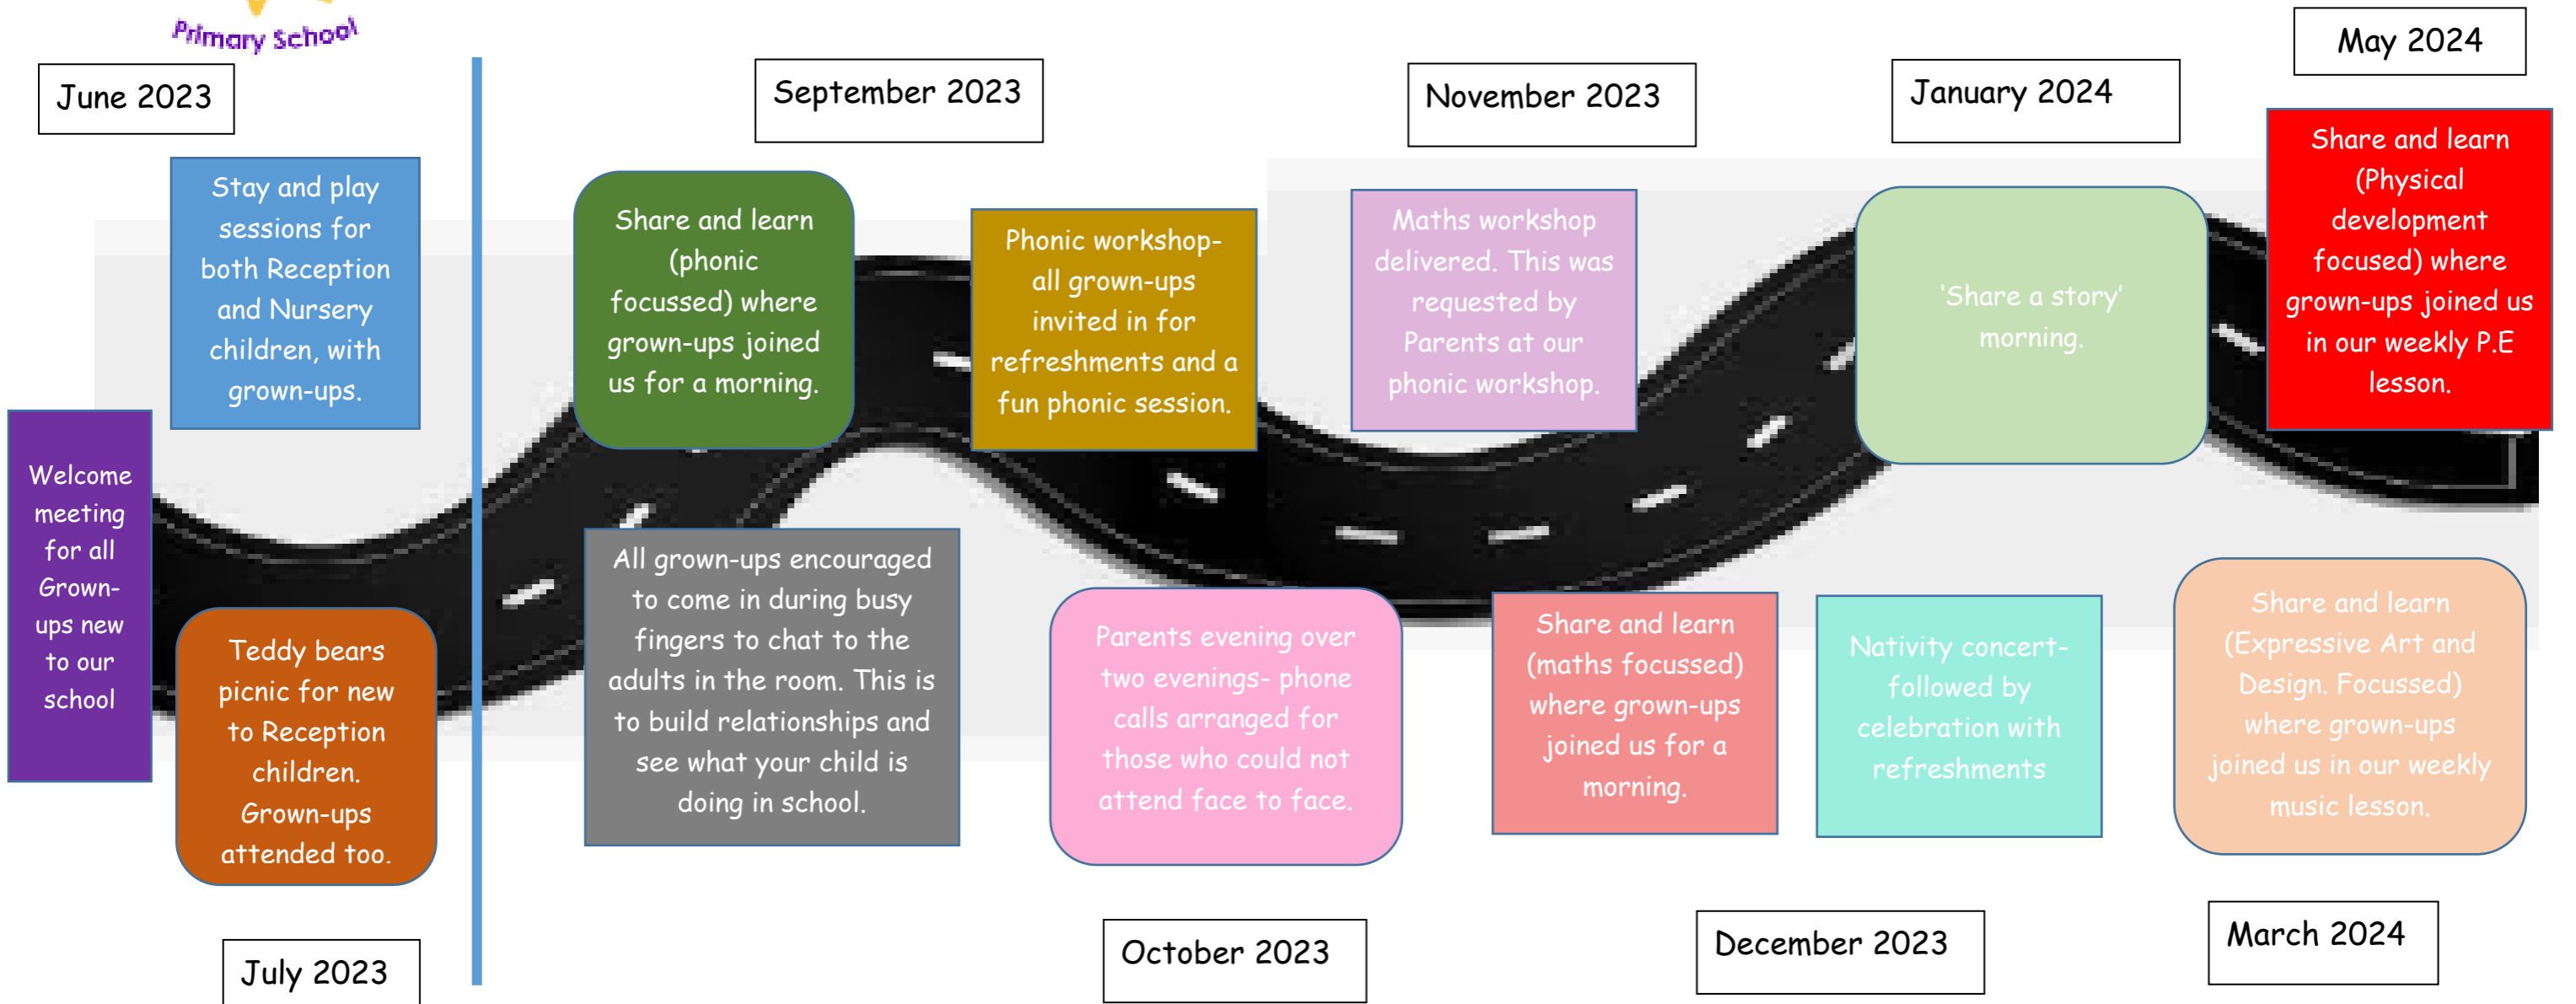 Primary School
June 2023
Welcome
meeting
for all
Grown-
ups new
to our
school
Stay and play
sessions for
both Reception
and Nursery
children, with
grown-ups.
Teddy bears
picnic for new
to Reception
children.
Grown-ups
attended too.
July 2023
September 2023
Share and learn
(phonic
focussed) where
grown-ups joined
us for a morning.
Phonic workshop-
all grown-ups
invited in for
refreshments and a
fun phonic session.
All grown-ups encouraged
to come in during busy
fingers to chat to the
adults in the room. This is
to build relationships and
see what your child is
doing in school.
Parents evening over
two evenings- phone
calls arranged for
those who could not
attend face to face.
October 2023
November 2023
Maths workshop
delivered. This was
requested by
Parents at our
phonic workshop.
Share and learn
(maths focussed)
where grown-ups
joined us for a
morning.
Nativity concert-
followed by
celebration with
refreshments
December 2023
January 2024
‘Share a story’
morning.
Share and learn
(Expressive Art and
Design. Focussed)
where grown-ups
joined us in our weekly
music lesson.
March 2024
May 2024
Share and learn
(Physical
development
focused) where
grown-ups joined us
in our weekly P.E
lesson.